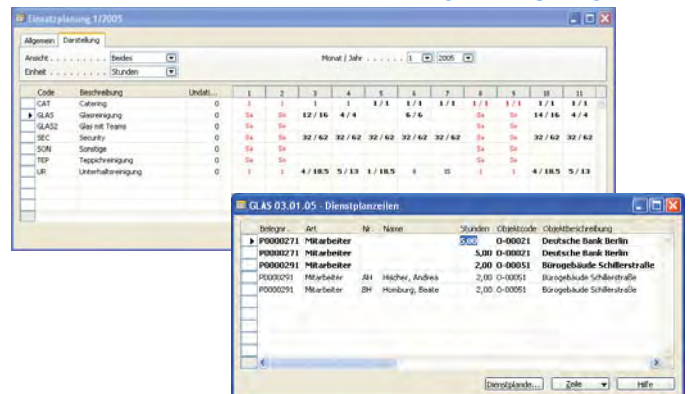 Einsatzplanung 1/2005
Allgemein Darstellung
Ansicht . . . . . . . . . Beides Monat / Jahr . . . . . . 1 2005
Einheit . . . . . . . . . Stunden
Code Beschreibung Undati... 1 2 3 4 5 6 7 8 9 10 11
CAT Catering 0 1 1 1 1 1 / 1 1 / 1 1 / 1 1 / 1 1 / 1 1 / 1 1 / 1
GLAS Glasreinigung 0 Sa So 12 / 16 4 / 4 6 / 6 Sa So 14 / 16 4 / 4
GLAS2 Glas mit Teams 0 Sa So Sa So
SEC Security 0 Sa So 32 / 62 32 / 62 32 / 62 32 / 62 32 / 62 Sa So 32 / 62 32 / 62
SON Sonstige 0 Sa So Sa So
TEP Teppichreinigung 0 Sa So Sa So
UR Unterhaltsreinigung 0 1 1 4 / 18,5 5 / 13 1 / 18,5 15 1 1 4 / 18,5 5 / 13
GLAS 03.01.05 - Dienstplanzeilen
Belegnr. Art Nr. Name Stunden Objektcode Objektbeschreibung
P0000271 Mitarbeiter 5,00 O-00021 Deutsche Bank Berlin
P0000271 Mitarbeiter 5,00 O-00021 Deutsche Bank Berlin
P0000291 Mitarbeiter 2,00 O-00051 Bürogebäude Schillerstraße
P0000291 Mitarbeiter AH Hischer, Andrea 2,00 O-00051 Bürogebäude Schillerstraße
P0000291 Mitarbeiter BH Homburg, Beate 2,00 O-00051 Bürogebäude Schillerstraße
Dienstplande... Zeile Hilfe